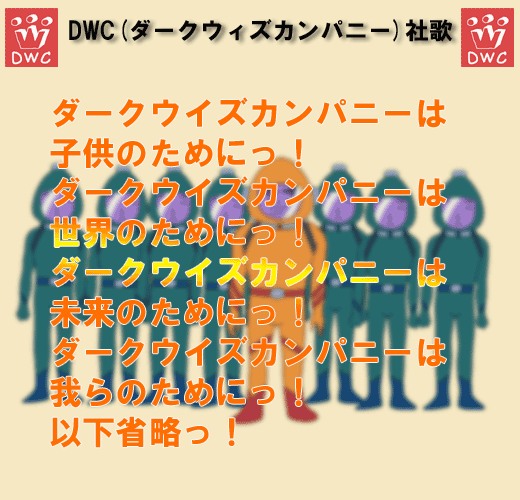 DWC
DWC(ダークウィズカンパニー)社歌
DWC
ダークウイズカンパニーは
子供のためにっ！
ダークウイズカンパニーは
世界のためにっ！
ダークウイズカンパニーは
未来のためにっ！
ダークウイズカンパニーは
我らのためにっ！
以下省略っ！